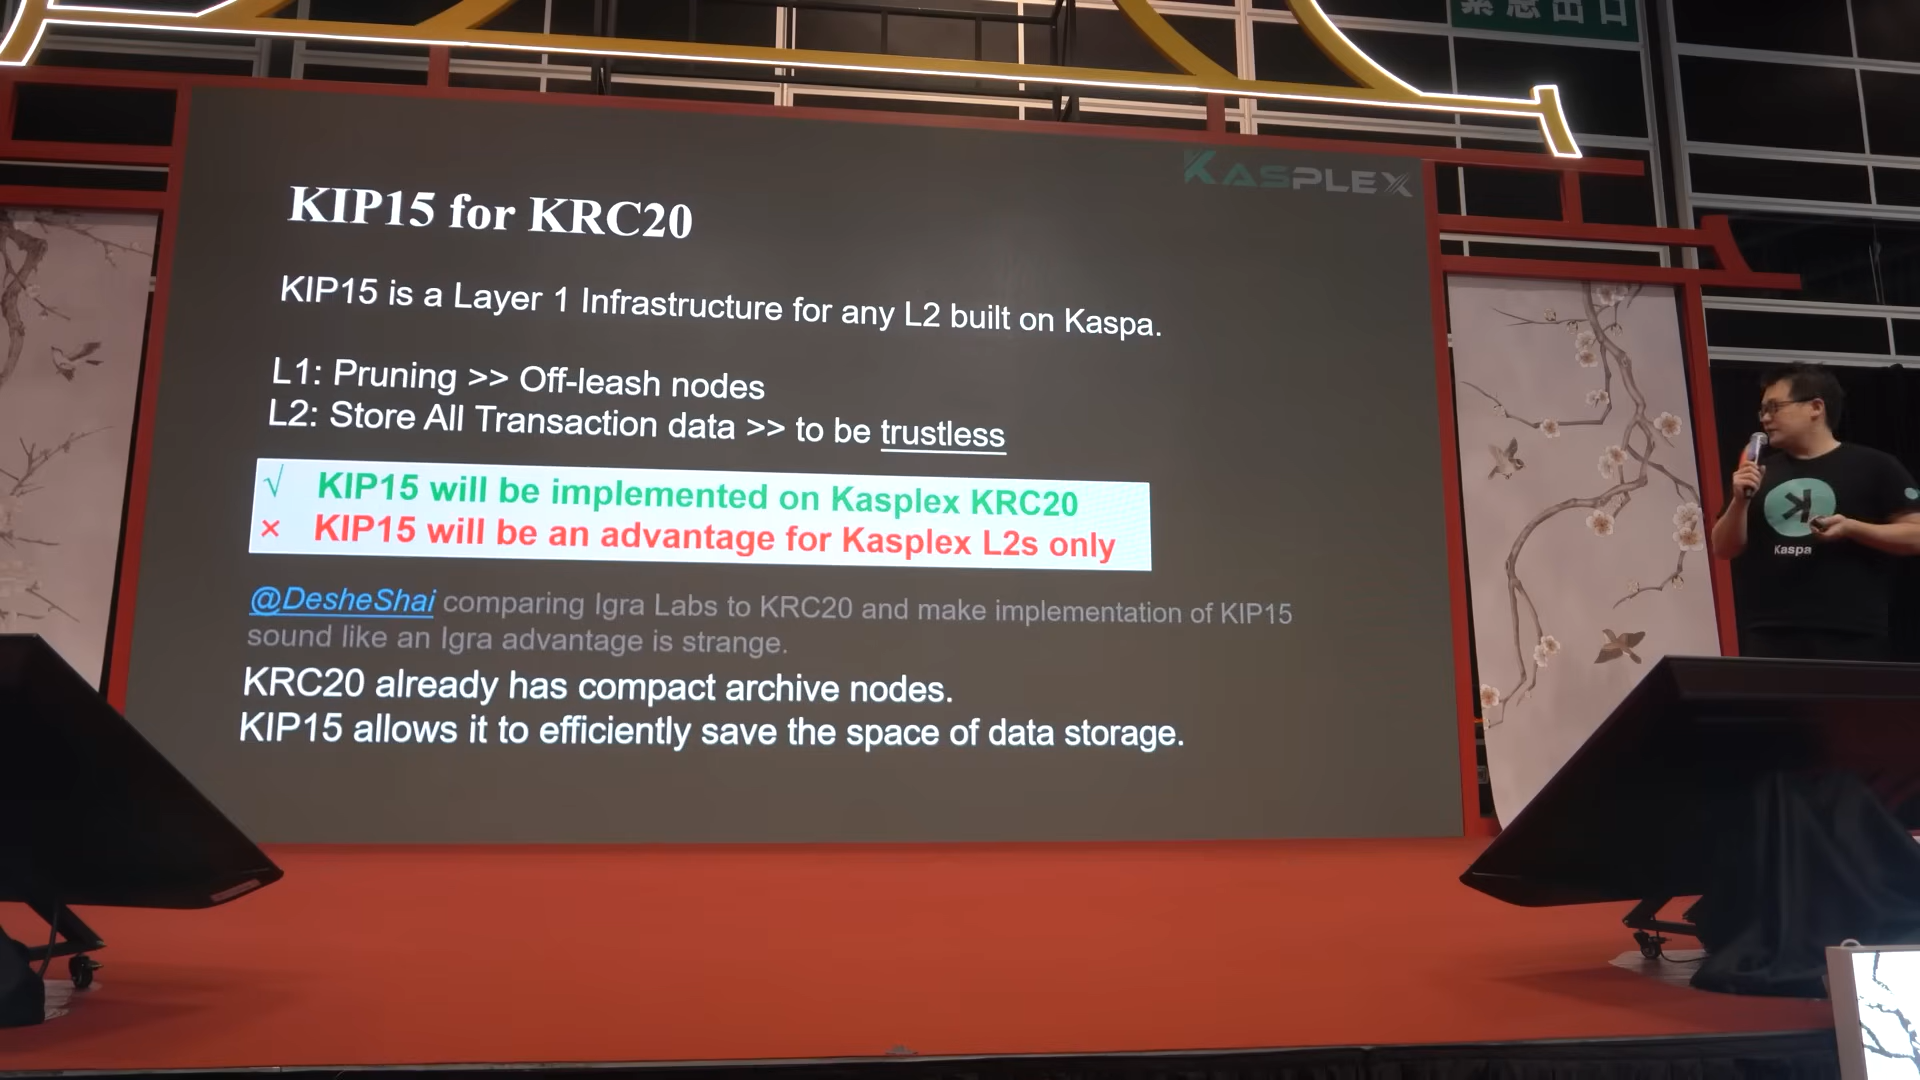 緊急出口
KASPLEX
KIP15 for KRC20
KIP15 is a Layer 1 Infrastructure for any L2 built on Kaspa.
L1: Pruning >> Off-leash nodes
L2: Store All Transaction data >> to be trustless
√ KIP15 will be implemented on Kasplex KRC20
× KIP15 will be an advantage for Kasplex L2s only
@DesheShai comparing Igra Labs to KRC20 and make implementation of KIP15
sound like an Igra advantage is strange.
KRC20 already has compact archive nodes.
KIP15 allows it to efficiently save the space of data storage.
Kaspa